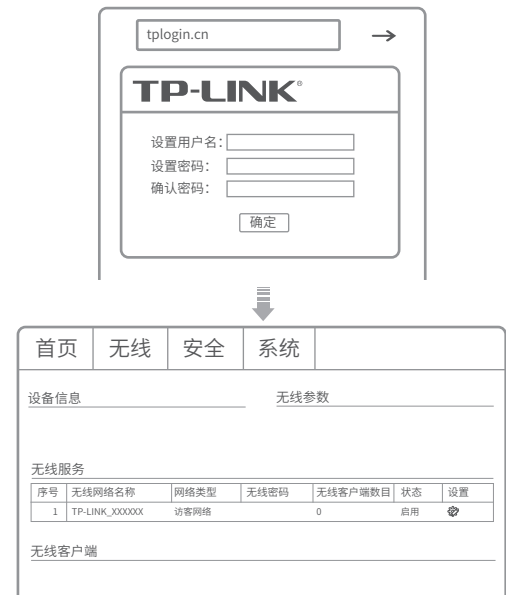 tplogin.cn
TP-LINK®
设置用户名：
设置密码：
确认密码：
确定
首页 无线 安全 系统
设备信息 无线参数
无线服务
序号 无线网络名称 网络类型 无线密码 无线客户端数目 状态 设置
1 TP-LINK_XXXXXX 访客网络 0 启用
无线客户端